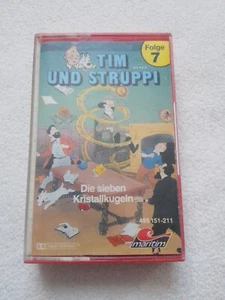 TIM
UND STRUPPI
Folge
7
Die sieben
Kristallkugeln
maritim